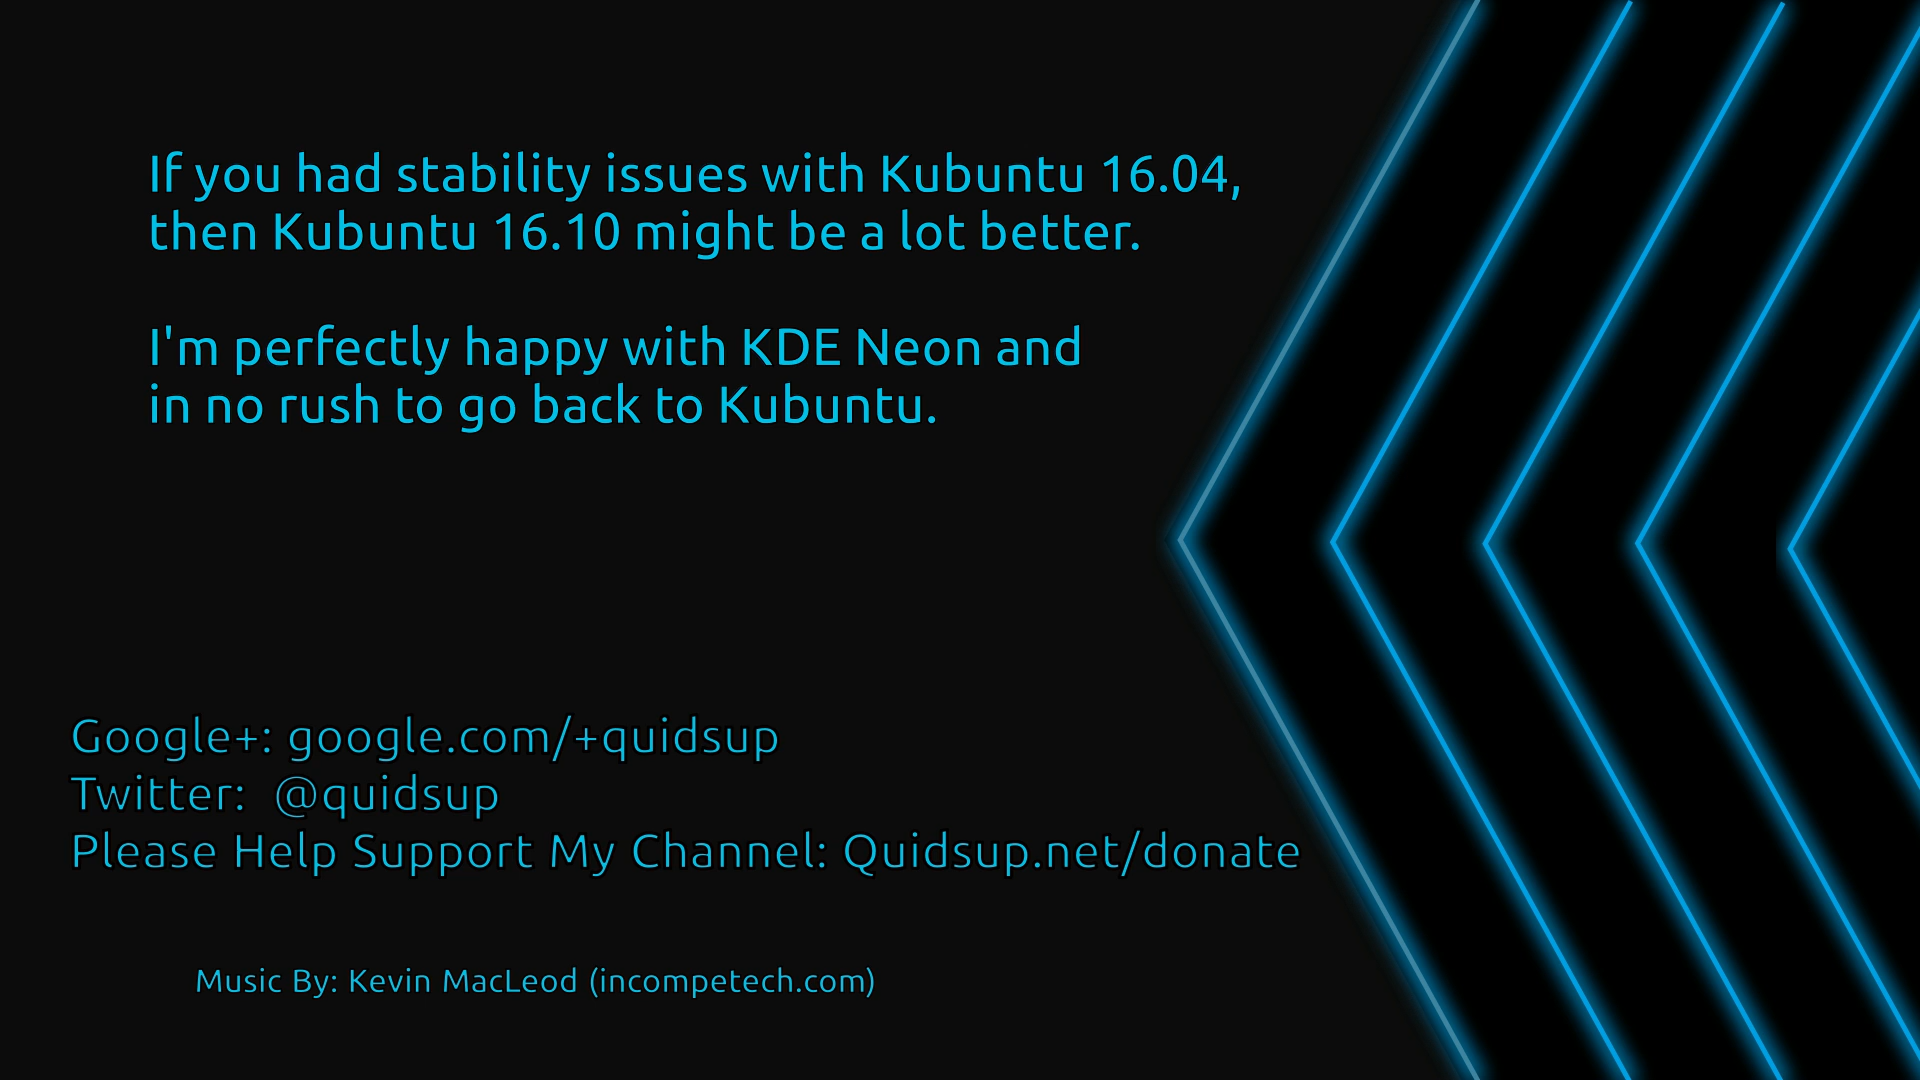 If you had stability issues with Kubuntu 16.04,
then Kubuntu 16.10 might be a lot better.
I'm perfectly happy with KDE Neon and
in no rush to go back to Kubuntu.
Google+: google.com/+quidsup
Twitter:  @quidsup
Please Help Support My Channel: Quidsup.net/donate
Music By: Kevin MacLeod (incompetech.com)